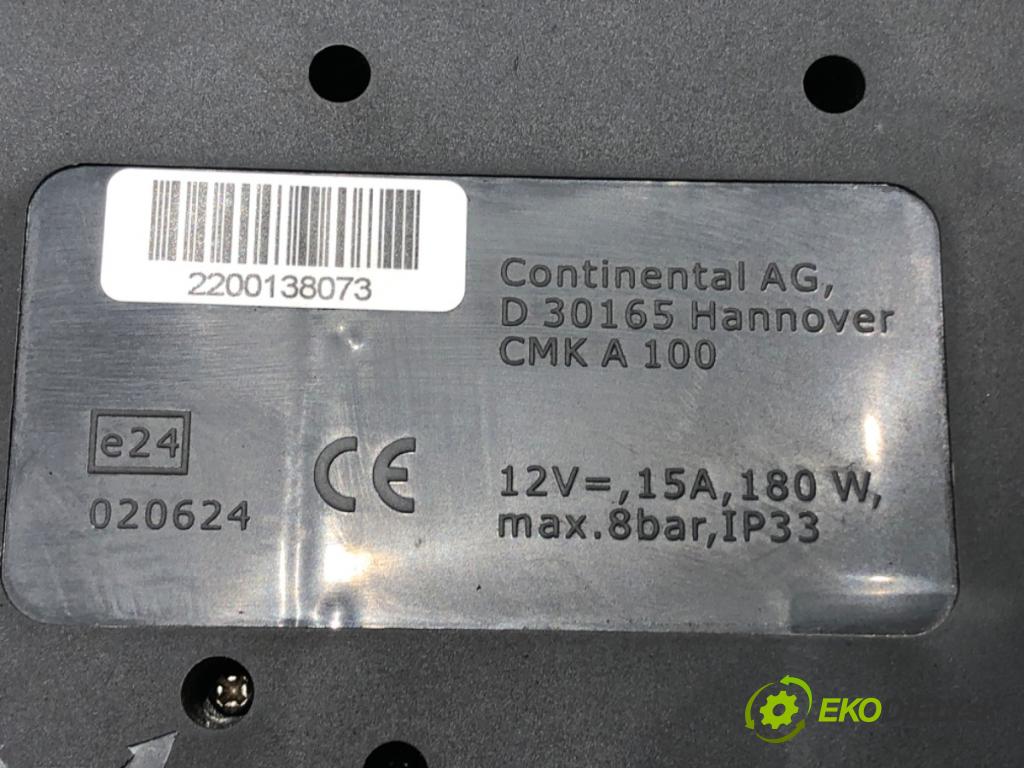 2200138073
Continental AG,
D 30165 Hannover
CMK A 100
e24
020624
CE
12V=,15A,180 W,
max.8bar,IP33
EKO